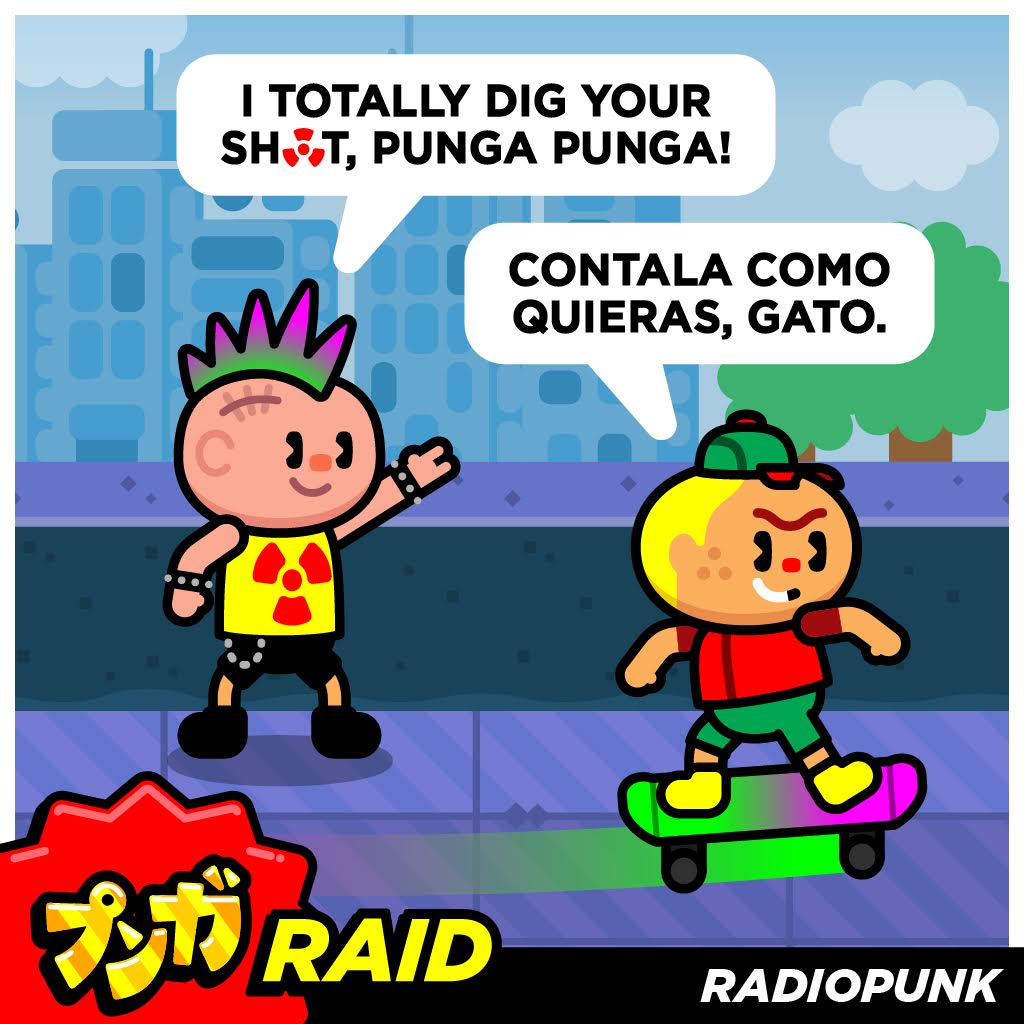 I TOTALLY DIG YOUR
SH☢T, PUNGA PUNGA!
CONTALA COMO
QUIERAS, GATO.
プンガ RAID
RADIOPUNK